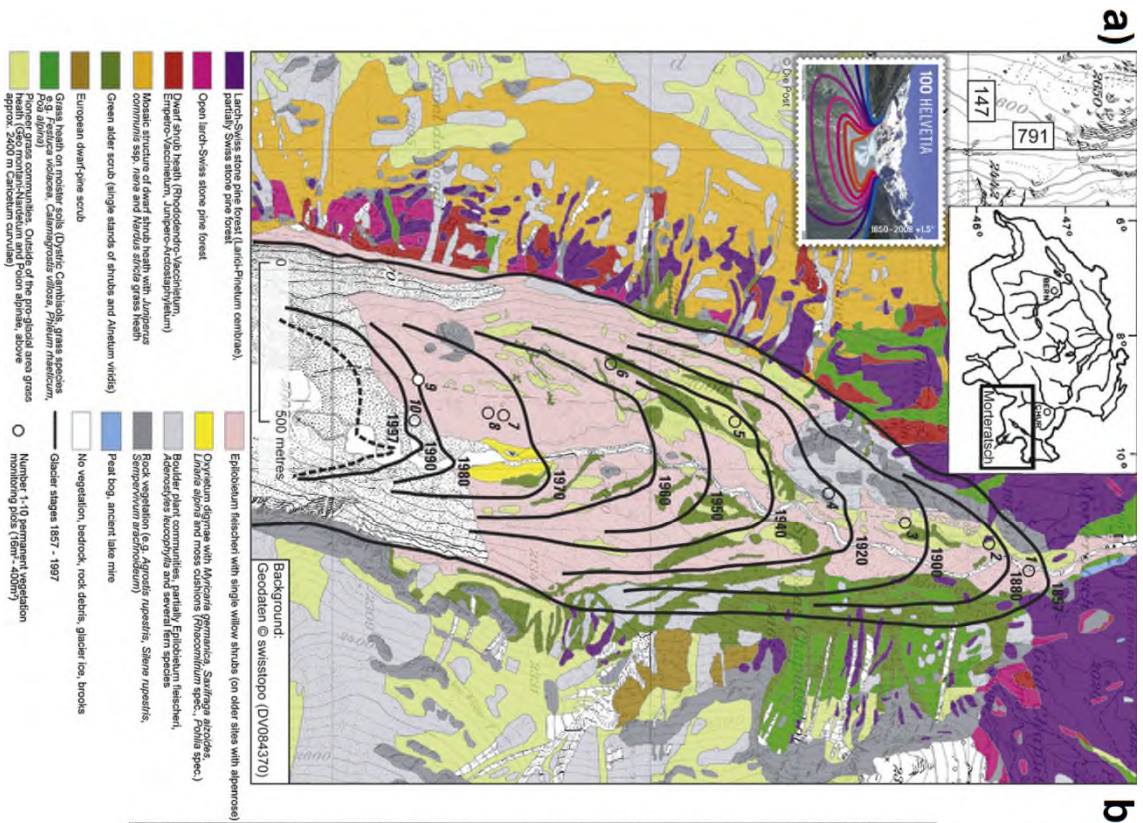 a)
b
147
791
2650
2442
6°
8°
10°
47°
46°
BERN
CHUR
Morteratsch
100 HELVETIA
1850-2008 +1.5°
© Die Post
1857
1880
1900
1920
1940
1950
1960
1970
1980
1990
1997
1
2
3
4
5
6
7
8
9
10
0
500 metres
Background:
Geodaten © swisstopo (DV084370)
Larch-Swiss stone pine forest (Larici-Pinetum cembrae),
partially Swiss stone pine forest
Open larch-Swiss stone pine forest
Dwarf shrub heath (Rhododendro-Vaccinietum,
Empetro-Vaccinietum, Junipero-Arctostaphyletum)
Mosaic structure of dwarf shrub heath with Juniperus
communis ssp. nana and Nardus stricta grass heath
Green alder scrub (single stands of shrubs and Alnetum viridis)
European dwarf-pine scrub
Grass heath on moister soils (Dystric Cambisols, grass species
e.g. Festuca violacea, Calamagrostis villosa, Phleum rhaeticum,
Poa alpina)
Pioneer grass communities. Outside of the pro-glacial area grass
heath (Geo montani-Nardetum and Poion alpinae, above
approx. 2400 m Caricetum curvulae)
Epilobietum fleischeri with single willow shrubs (on older sites with alpenrose)
Oxyrietum digynae with Myricaria germanica, Saxifraga aizoides,
Linaria alpina and moss cushions (Rhacomitrium spec., Pohlia spec.)
Boulder plant communities, partially Epilobietum fleischeri,
Adenostyles leucophylla and several fern species
Rock vegetation (e.g. Agrostis rupestris, Silene rupestris,
Sempervivum arachnoideum)
Peat bog, ancient lake mire
No vegetation, bedrock, rock debris, glacier ice, brooks
Glacier stages 1857 - 1997
Number 1-10 permanent vegetation
monitoring plots (16m² - 400m²)